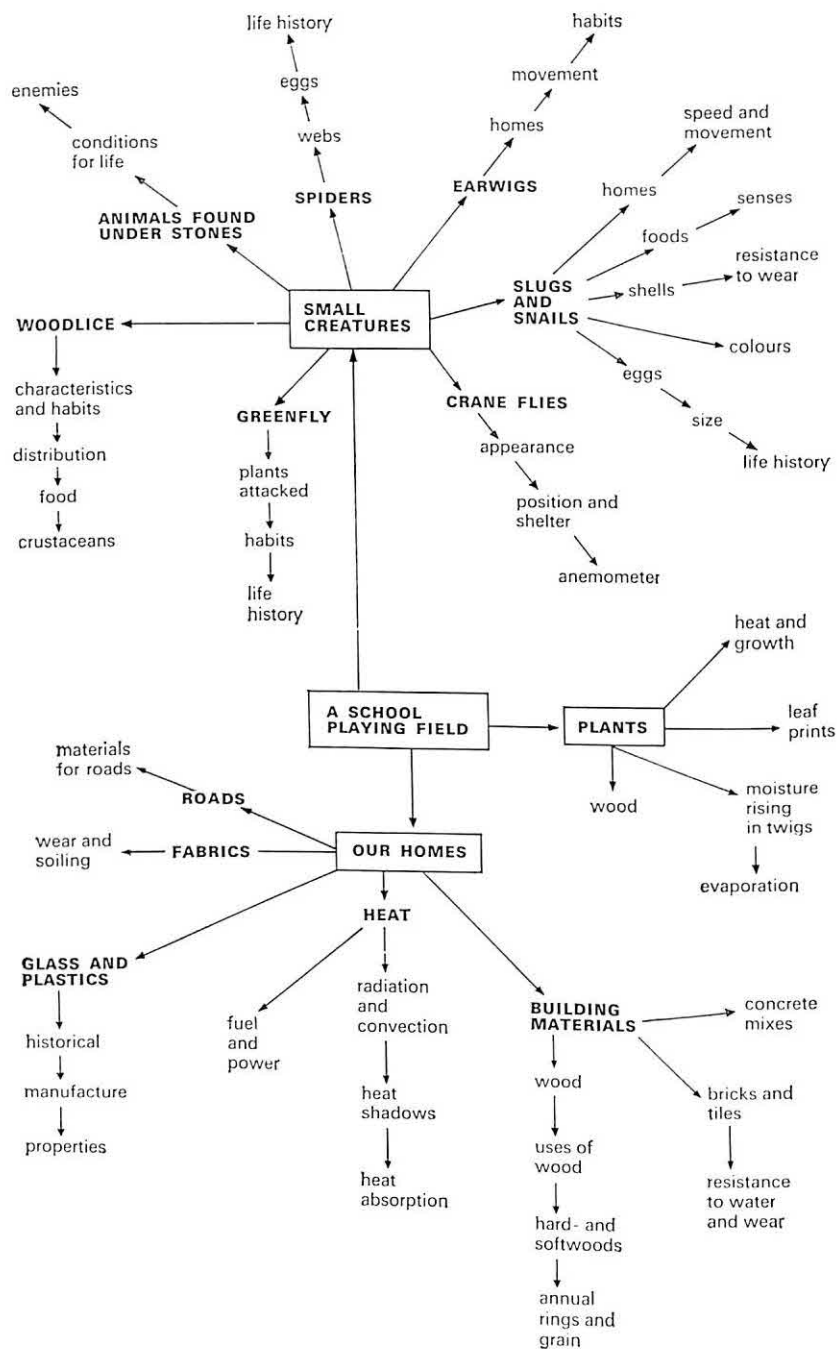 life history
eggs
webs
SPIDERS
habits
movement
homes
EARWIGS
enemies
conditions
for life
ANIMALS FOUND
UNDER STONES
speed and
movement
homes
senses
foods
resistance
to wear
shells
SLUGS
AND
SNAILS
colours
eggs
size
life history
SMALL
CREATURES
WOODLICE
characteristics
and habits
distribution
food
crustaceans
GREENFLY
plants
attacked
habits
life
history
CRANE FLIES
appearance
position and
shelter
anemometer
A SCHOOL
PLAYING FIELD
PLANTS
heat and
growth
leaf
prints
wood
moisture
rising
in twigs
evaporation
materials
for roads
ROADS
wear and
soiling
FABRICS
OUR HOMES
HEAT
GLASS AND
PLASTICS
historical
manufacture
properties
fuel
and
power
radiation
and
convection
heat
shadows
heat
absorption
BUILDING
MATERIALS
concrete
mixes
wood
uses of
wood
hard- and
softwoods
annual
rings and
grain
bricks and
tiles
resistance
to water
and wear